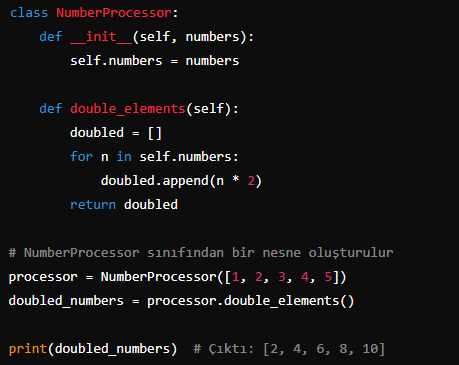 class NumberProcessor:
    def __init__(self, numbers):
        self.numbers = numbers

    def double_elements(self):
        doubled = []
        for n in self.numbers:
            doubled.append(n * 2)
        return doubled

# NumberProcessor sınıfından bir nesne oluşturulur
processor = NumberProcessor([1, 2, 3, 4, 5])
doubled_numbers = processor.double_elements()

print(doubled_numbers)  # Çıktı: [2, 4, 6, 8, 10]